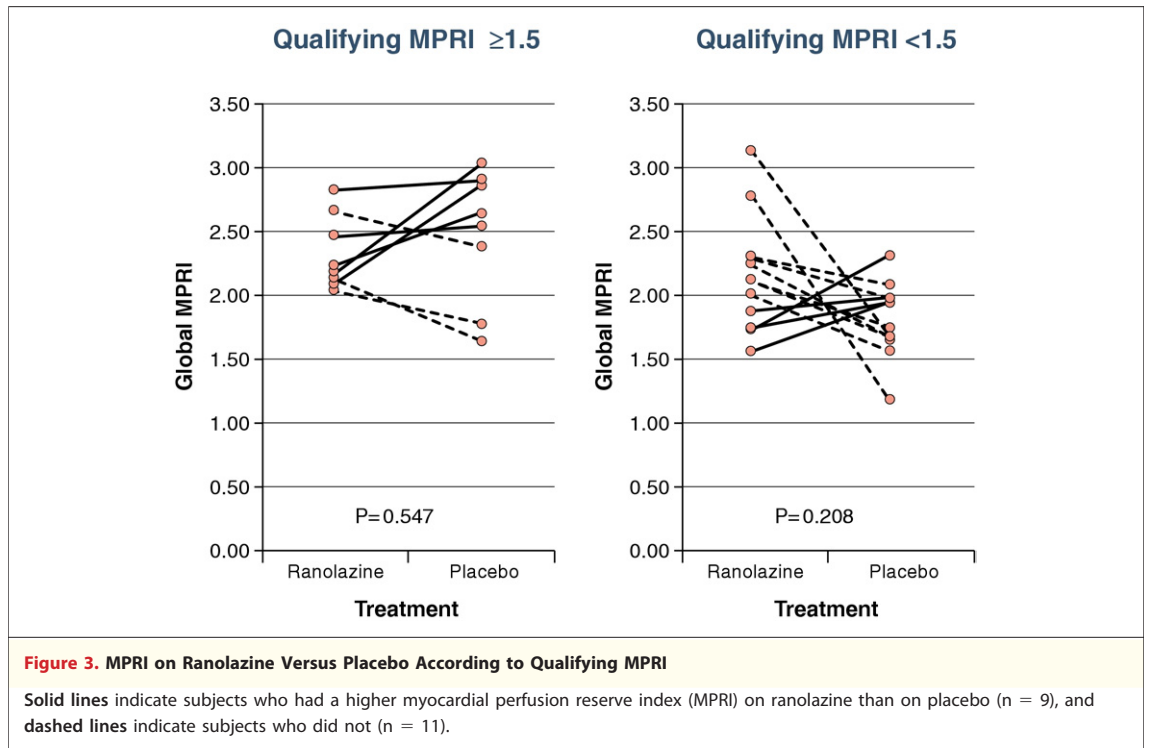 Qualifying MPRI ≥1.5
3.50
3.00
2.50
2.00
1.50
1.00
0.50
0.00
Global MPRI
P=0.547
Ranolazine Placebo
Treatment
Qualifying MPRI <1.5
3.50
3.00
2.50
2.00
1.50
1.00
0.50
0.00
Global MPRI
P=0.208
Ranolazine Placebo
Treatment
Figure 3. MPRI on Ranolazine Versus Placebo According to Qualifying MPRI
Solid lines indicate subjects who had a higher myocardial perfusion reserve index (MPRI) on ranolazine than on placebo (n = 9), and
dashed lines indicate subjects who did not (n = 11).